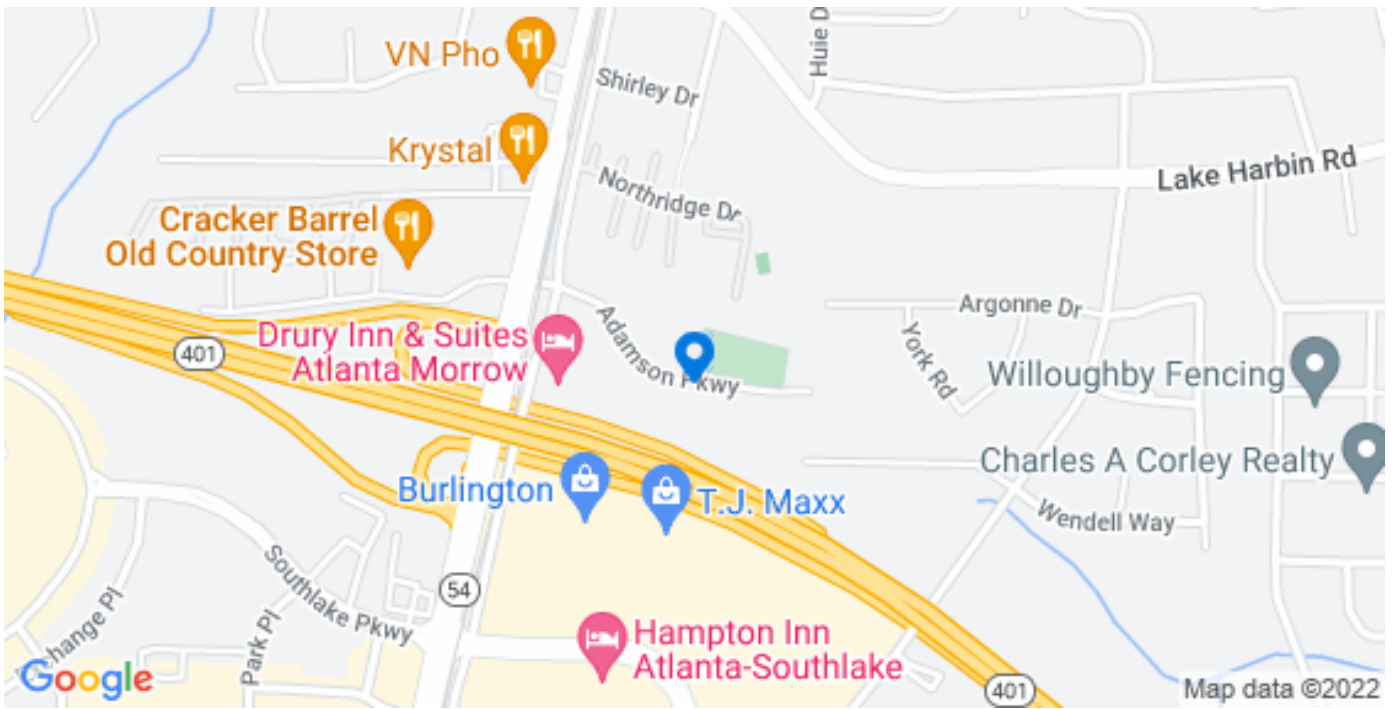 VN Pho
Shirley Dr
Huie D
Krystal
Lake Harbin Rd
Northridge Dr
Cracker Barrel
Old Country Store
Argonne Dr
Adamson Pkwy
Drury Inn & Suites
Atlanta Morrow
401
York Rd
Willoughby Fencing
Charles A Corley Realty
Burlington
T.J. Maxx
Wendell Way
Southlake Pkwy
54
change Pl
Park Pl
Hampton Inn
Atlanta-Southlake
401
Google
Map data ©2022